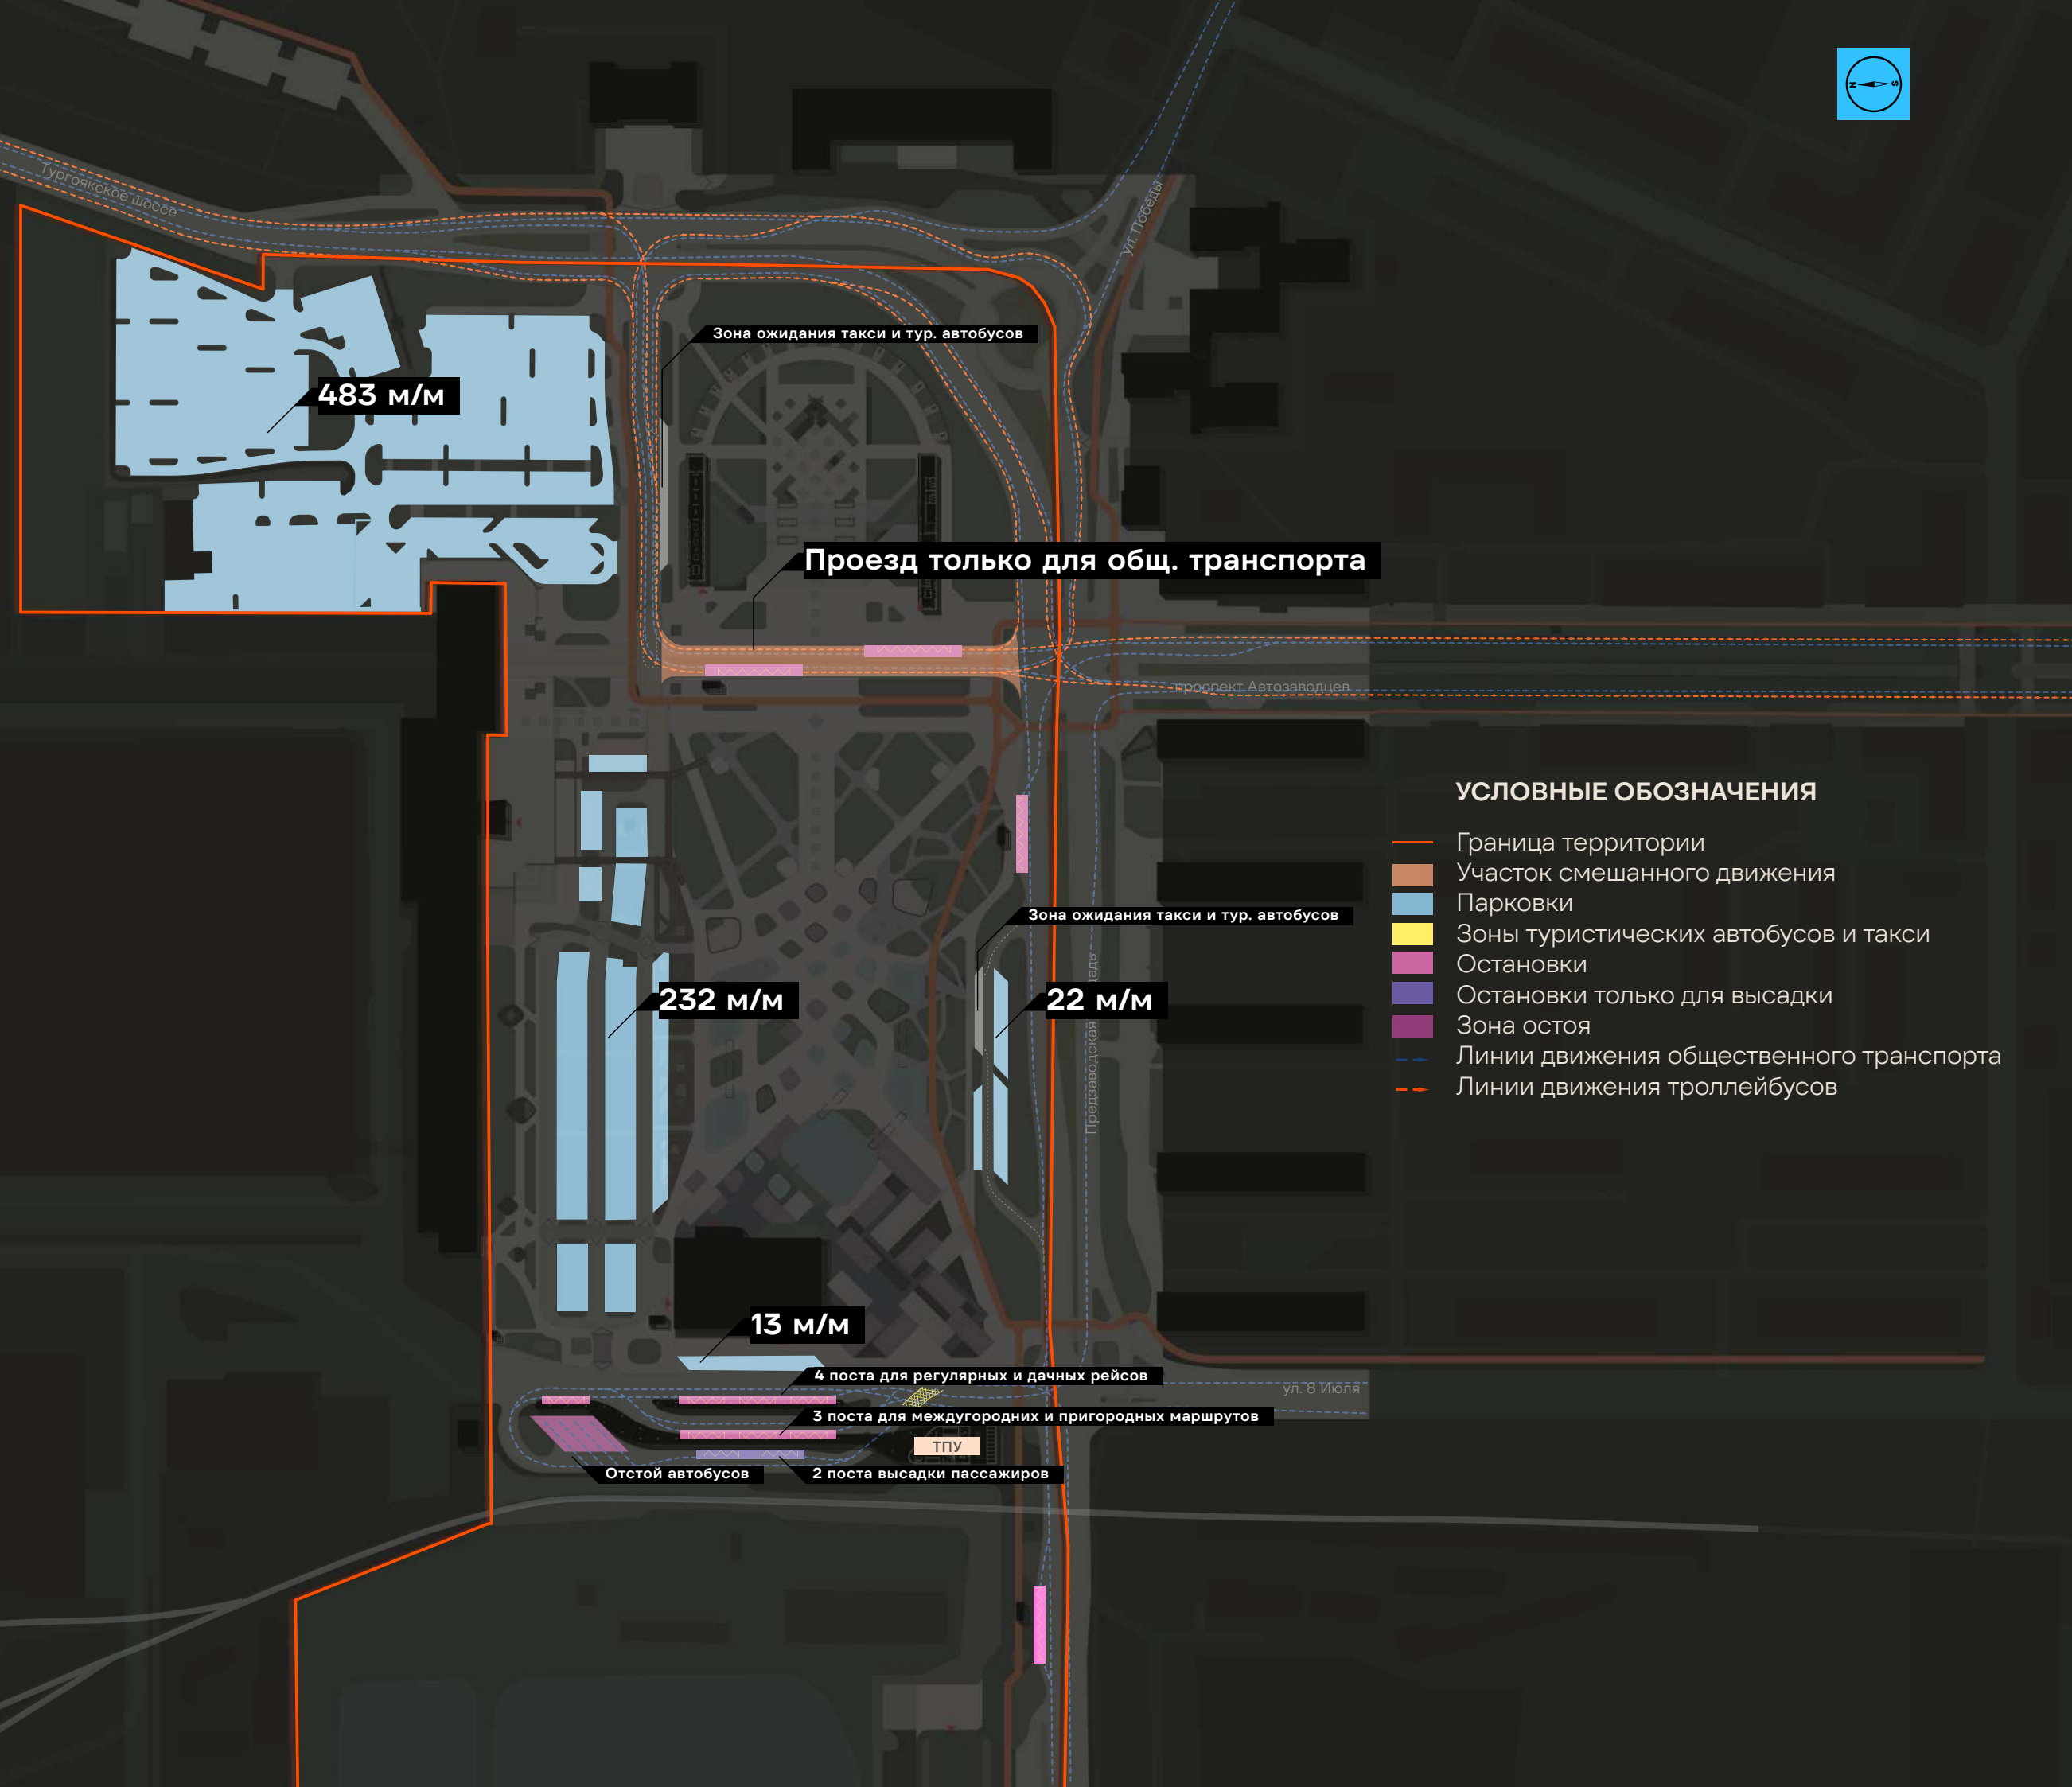 N S
Тургоякское шоссе
ул. Победы
Зона ожидания такси и тур. автобусов
483 м/м
Проезд только для общ. транспорта
проспект Автозаводцев
УСЛОВНЫЕ ОБОЗНАЧЕНИЯ
Граница территории
Участок смешанного движения
Парковки
Зоны туристических автобусов и такси
Остановки
Остановки только для высадки
Зона остоя
Линии движения общественного транспорта
Линии движения троллейбусов
Зона ожидания такси и тур. автобусов
232 м/м
22 м/м
Предзаводская
13 м/м
4 поста для регулярных и дачных рейсов
ул. 8 Июля
3 поста для междугородних и пригородных маршрутов
ТПУ
Отстой автобусов
2 поста высадки пассажиров